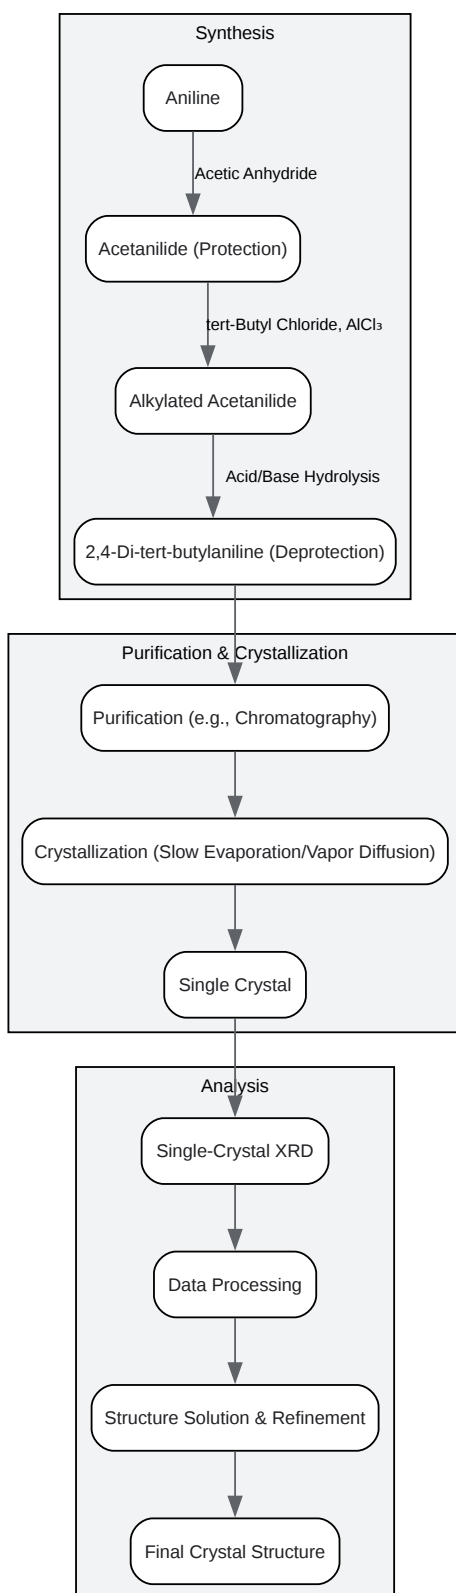 Synthesis
Aniline
Acetic Anhydride
Acetanilide (Protection)
tert-Butyl Chloride, AlCl₃
Alkylated Acetanilide
Acid/Base Hydrolysis
2,4-Di-tert-butylaniline (Deprotection)
Purification & Crystallization
Purification (e.g., Chromatography)
Crystallization (Slow Evaporation/Vapor Diffusion)
Single Crystal
Analysis
Single-Crystal XRD
Data Processing
Structure Solution & Refinement
Final Crystal Structure